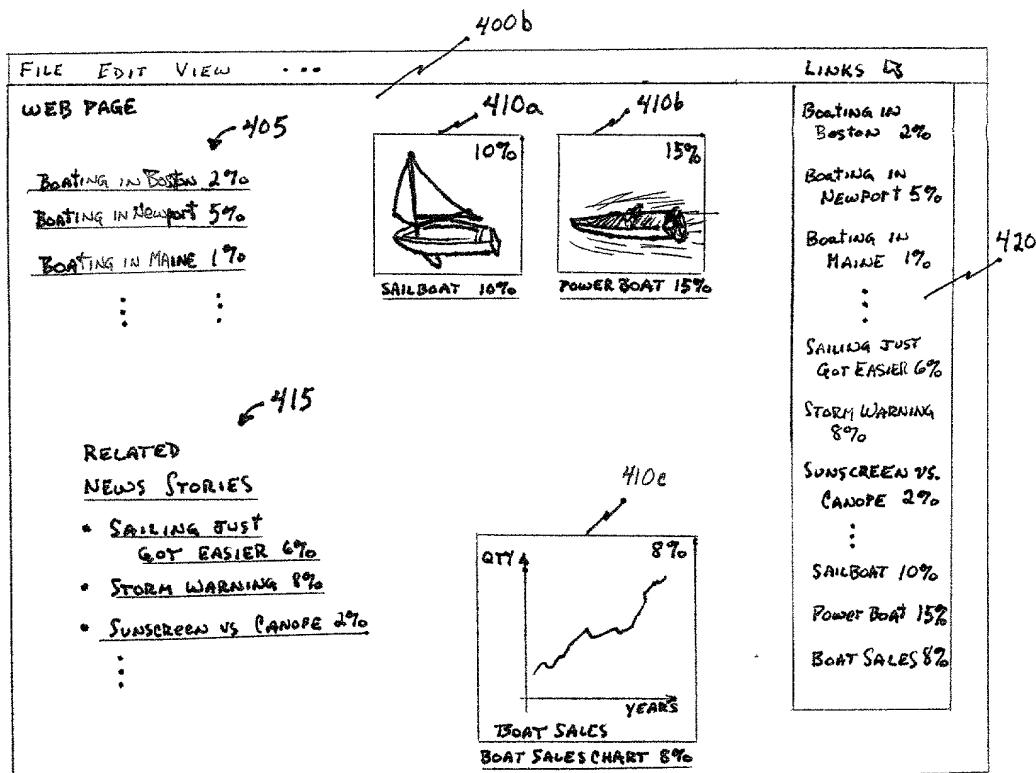 400b
FILE EDIT VIEW ...
LINKS
WEB PAGE
405
BOATING IN BOSTON 2%
BOATING IN NEWPORT 5%
BOATING IN MAINE 1%
410a
10%
SAILBOAT 10%
410b
15%
POWER BOAT 15%
BOATING IN
BOSTON 2%
BOATING IN
NEWPORT 5%
BOATING IN
MAINE 1%
SAILING JUST
GOT EASIER 6%
STORM WARNING
8%
SUNSCREEN VS.
CANOPE 2%
SAILBOAT 10%
POWER BOAT 15%
BOAT SALES 8%
420
415
RELATED
NEWS STORIES
• SAILING JUST
GOT EASIER 6%
• STORM WARNING 8%
• SUNSCREEN VS CANOPE 2%
410c
QTY
8%
YEARS
BOAT SALES
BOAT SALES CHART 8%